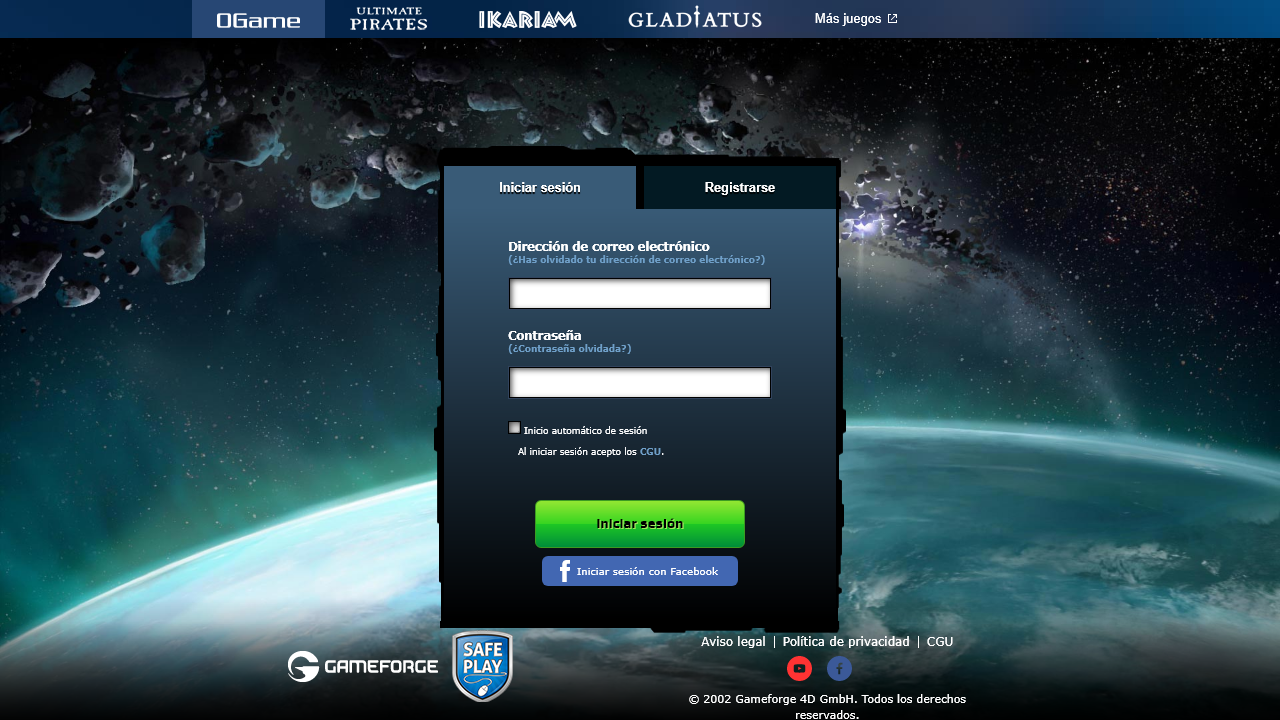 OGame
ULTIMATE PIRATES
IKARIAM
GLADIATUS
Más juegos
Iniciar sesión
Registrarse
Dirección de correo electrónico
(¿Has olvidado tu dirección de correo electrónico?)
Contraseña
(¿Contraseña olvidada?)
Inicio automático de sesión
Al iniciar sesión acepto los CGU.
Iniciar sesión
Iniciar sesión con Facebook
GAMEFORGE
SAFE PLAY
Aviso legal | Política de privacidad | CGU
© 2002 Gameforge 4D GmbH. Todos los derechos
reservados.